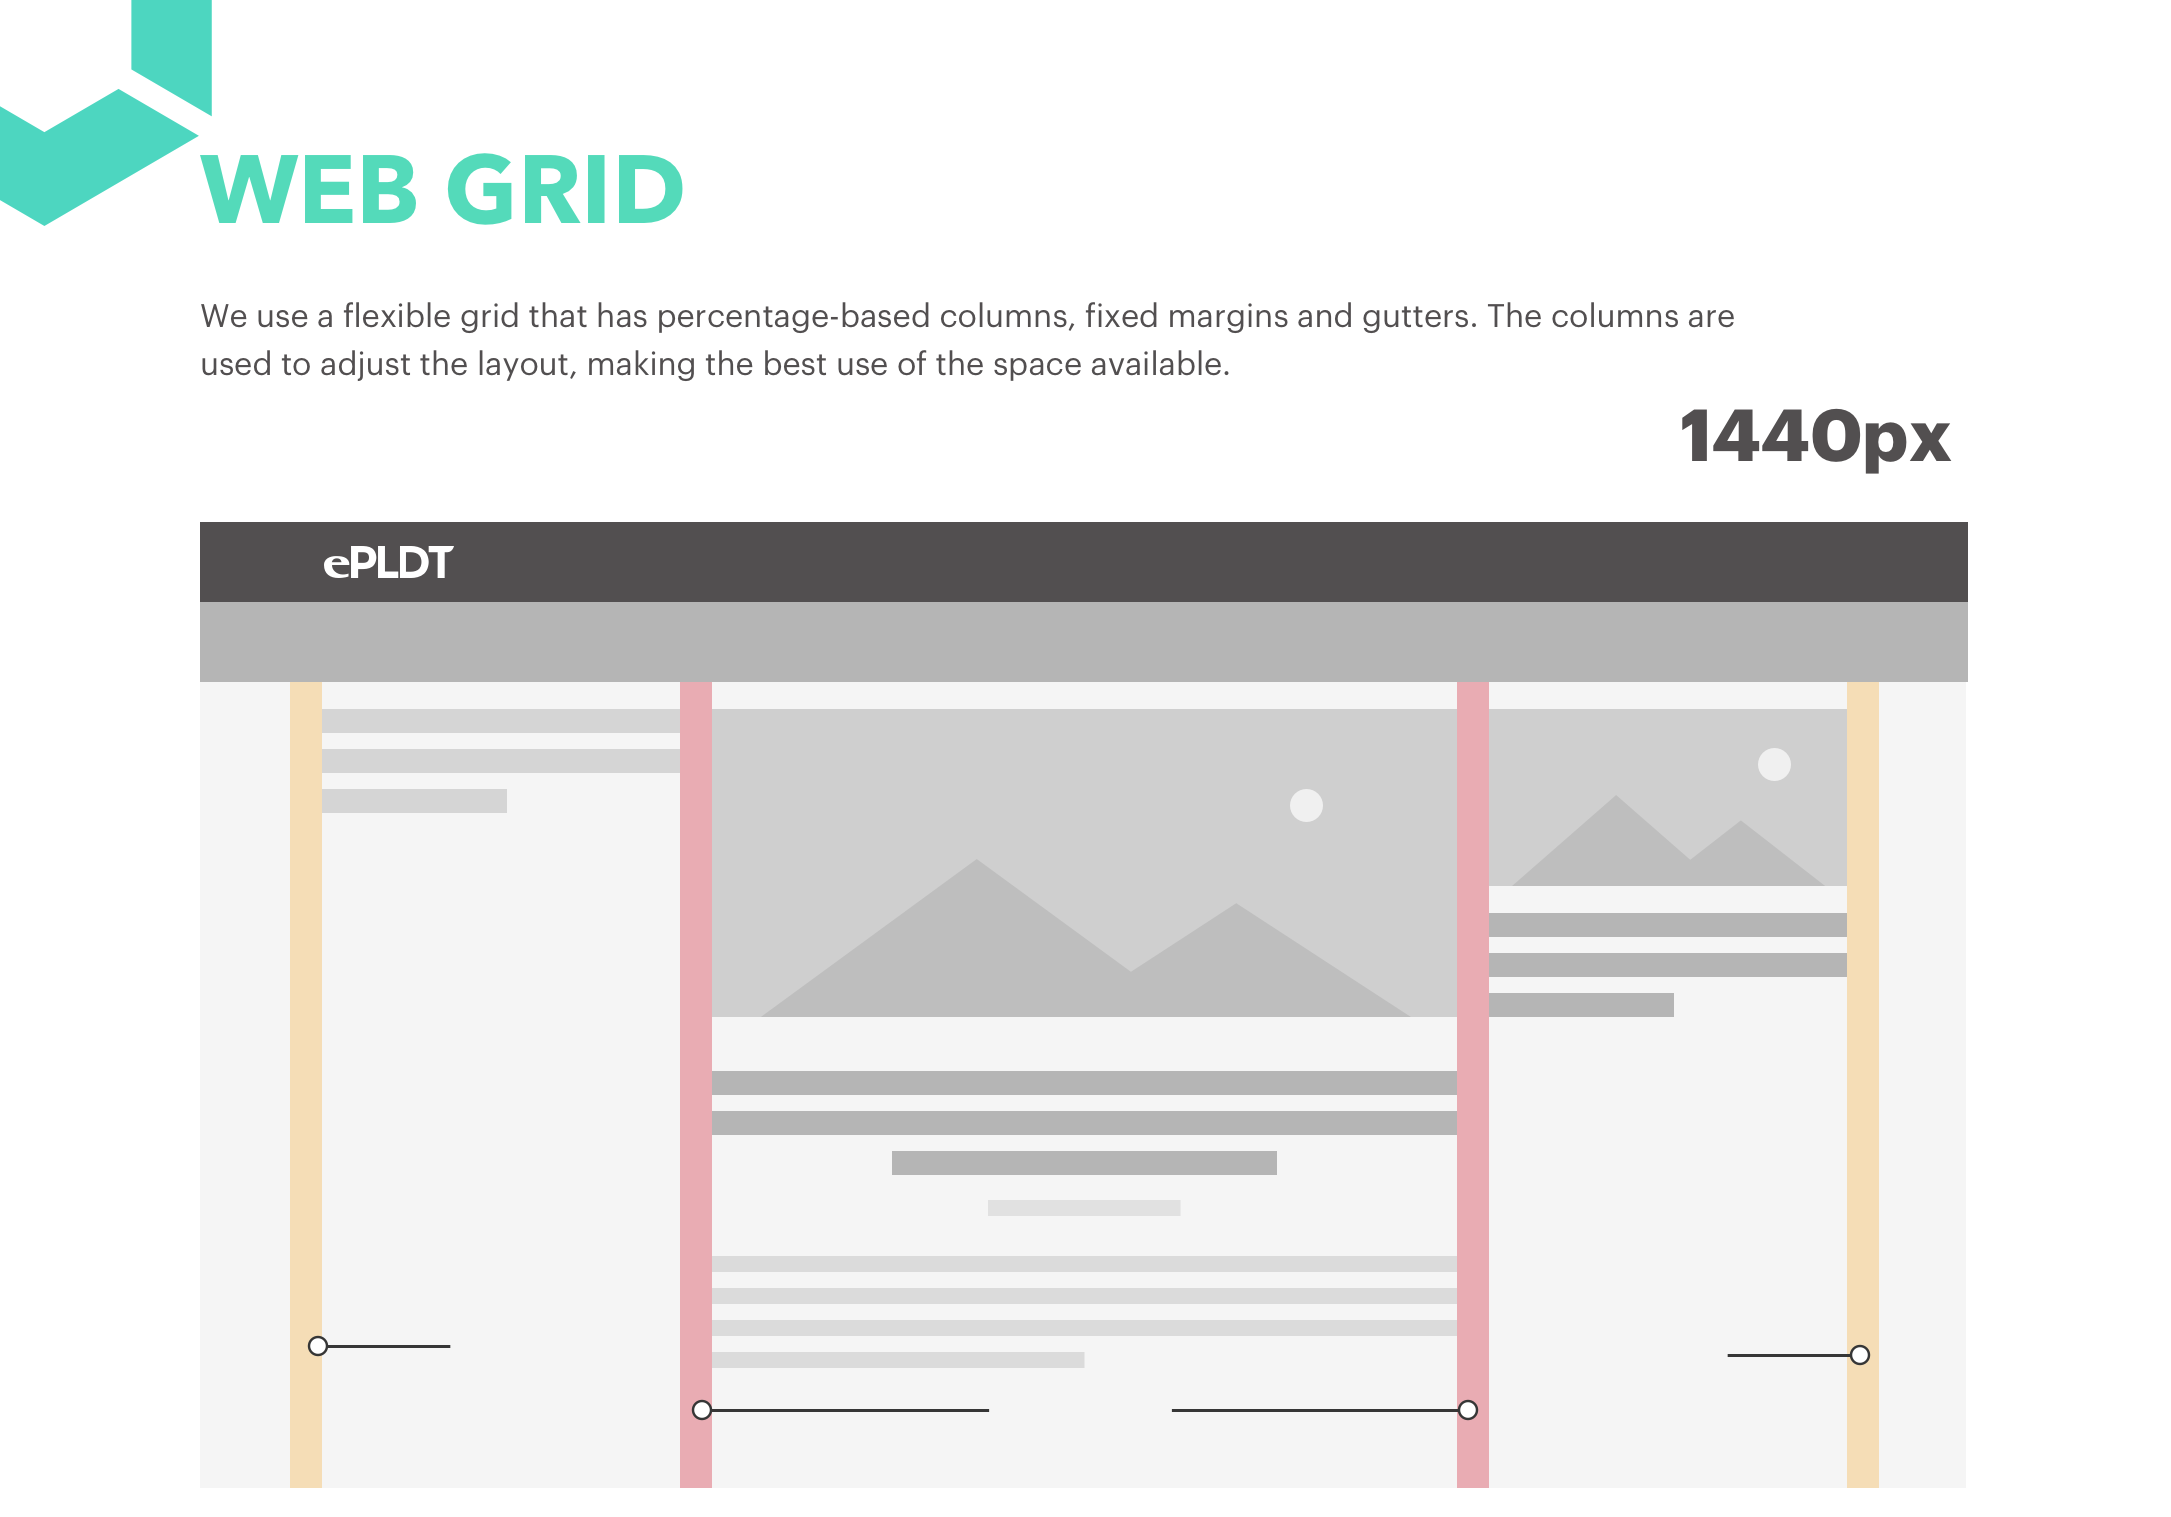 WEB GRID
We use a flexible grid that has percentage-based columns, fixed margins and gutters. The columns are
used to adjust the layout, making the best use of the space available.
1440px
ePLDT